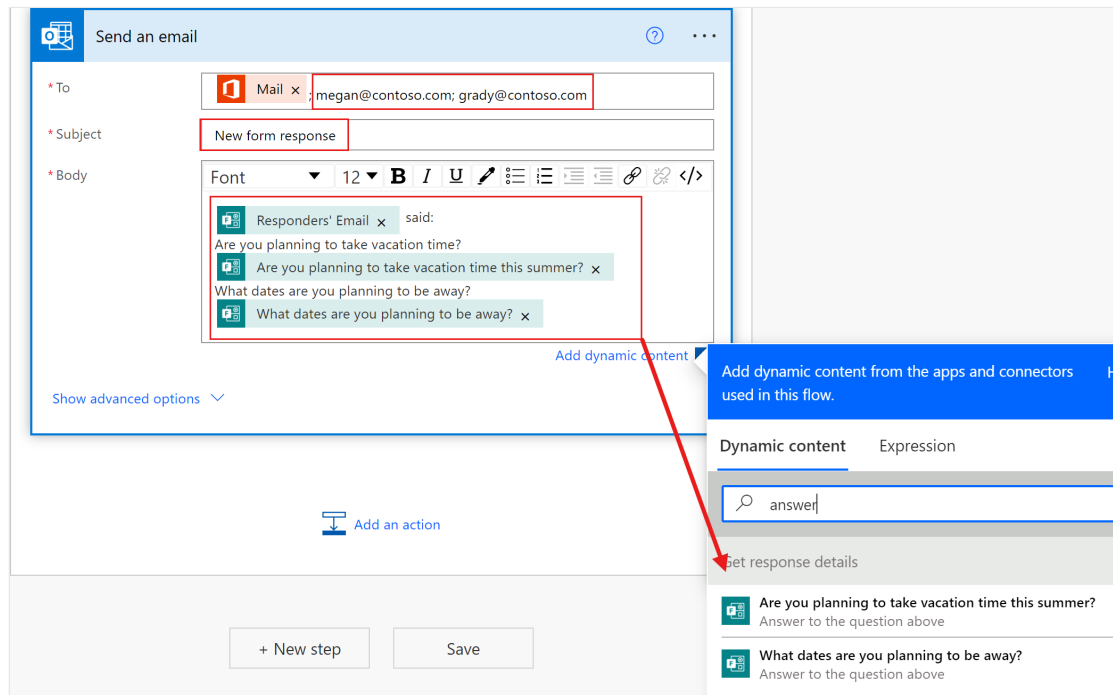 Send an email
* To
Mail × ; megan@contoso.com; grady@contoso.com
* Subject
New form response
* Body
Font 12 B I U </>
Responders' Email × said:
Are you planning to take vacation time?
Are you planning to take vacation time this summer? ×
What dates are you planning to be away?
What dates are you planning to be away? ×
Add dynamic content
Show advanced options
Add an action
+ New step
Save
Add dynamic content from the apps and connectors
used in this flow.
H
Dynamic content Expression
answer
Get response details
Are you planning to take vacation time this summer?
Answer to the question above
What dates are you planning to be away?
Answer to the question above